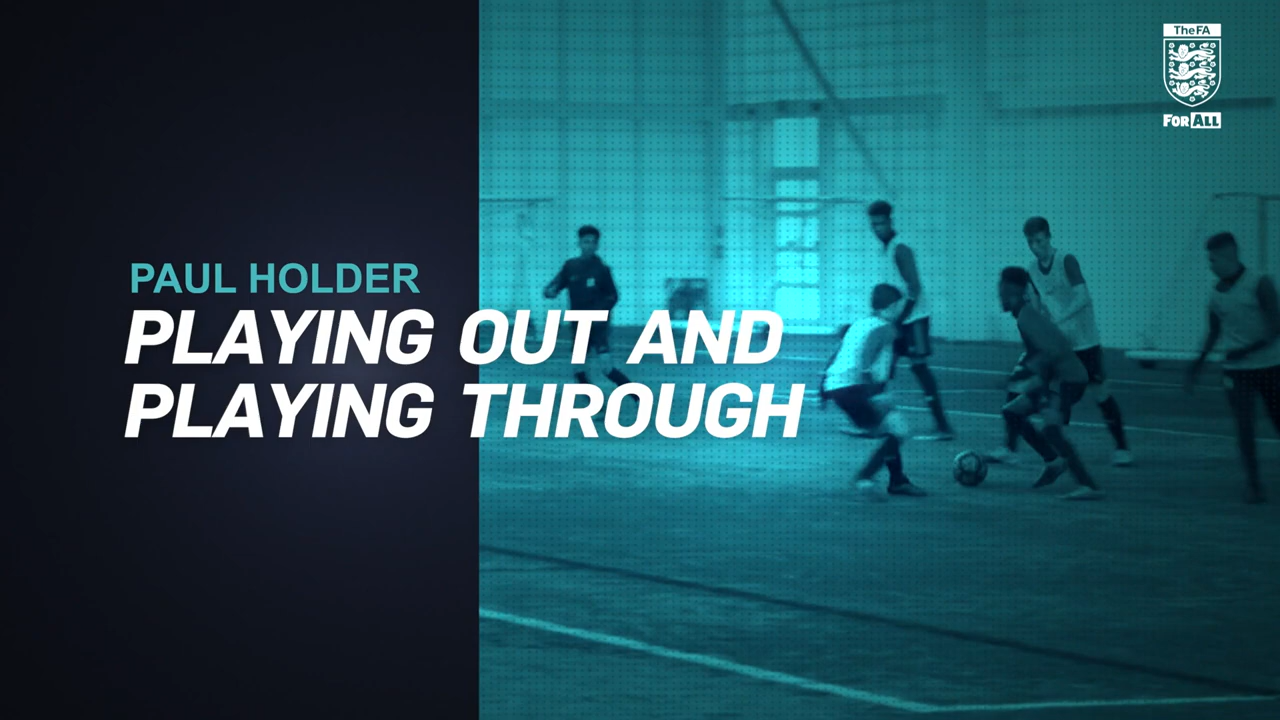 TheFA
FOR ALL
PAUL HOLDER
PLAYING OUT AND
PLAYING THROUGH